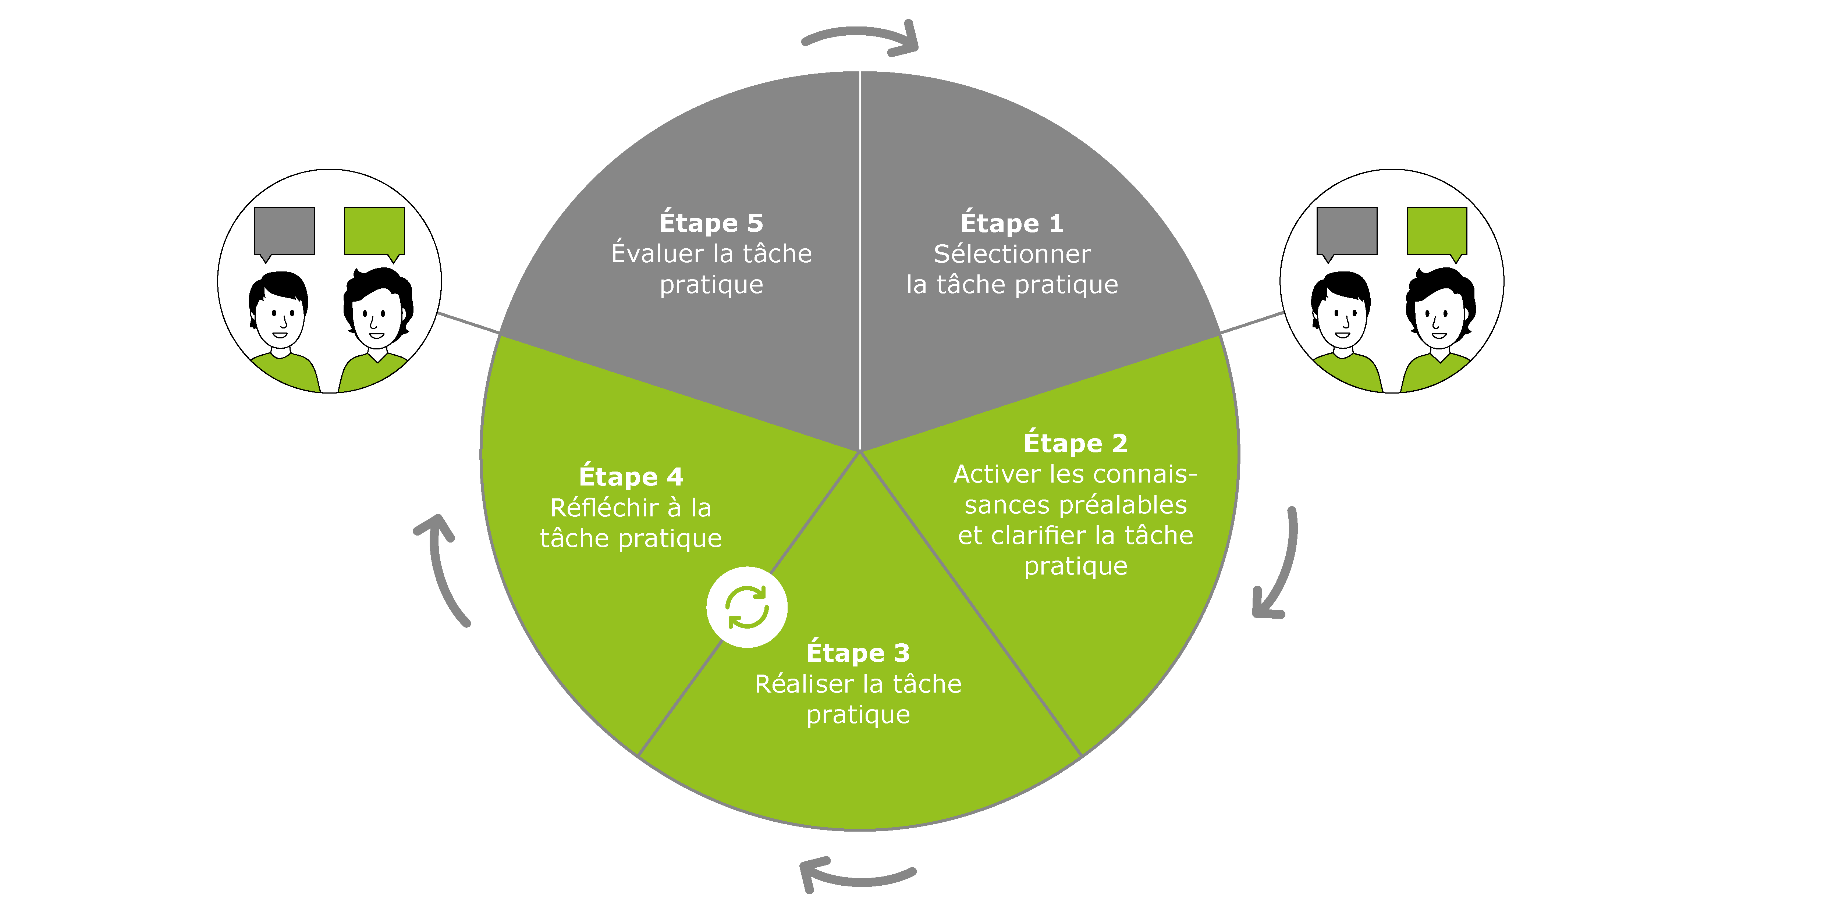 Étape 5
Évaluer la tâche
pratique
Étape 1
Sélectionner
la tâche pratique
Étape 2
Activer les connais-
sances préalables
et clarifier la tâche
pratique
Étape 4
Réfléchir à la
tâche pratique
Étape 3
Réaliser la tâche
pratique